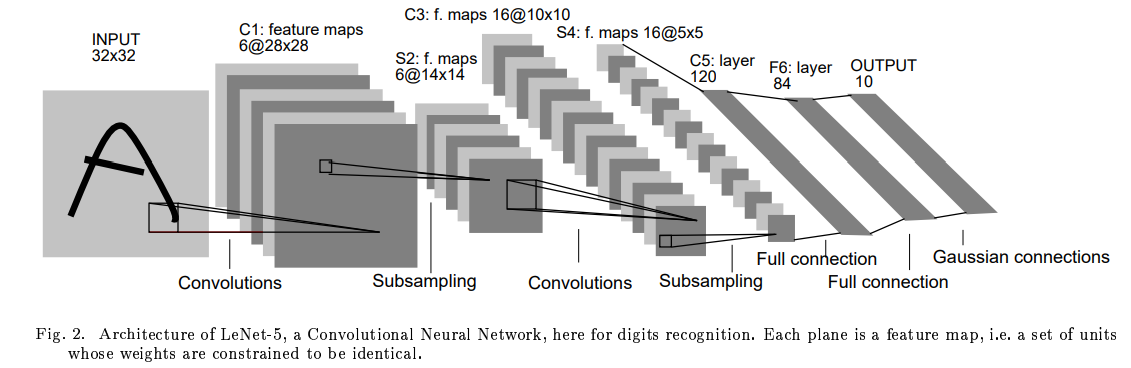 INPUT
32x32
C1: feature maps
6@28x28
S2: f. maps
6@14x14
C3: f. maps 16@10x10
S4: f. maps 16@5x5
C5: layer
120
F6: layer
84
OUTPUT
10
Convolutions
Subsampling
Convolutions
Subsampling
Full connection
Full connection
Gaussian connections
Fig. 2. Architecture of LeNet-5, a Convolutional Neural Network, here for digits recognition. Each plane is a feature map, i.e. a set of units
whose weights are constrained to be identical.